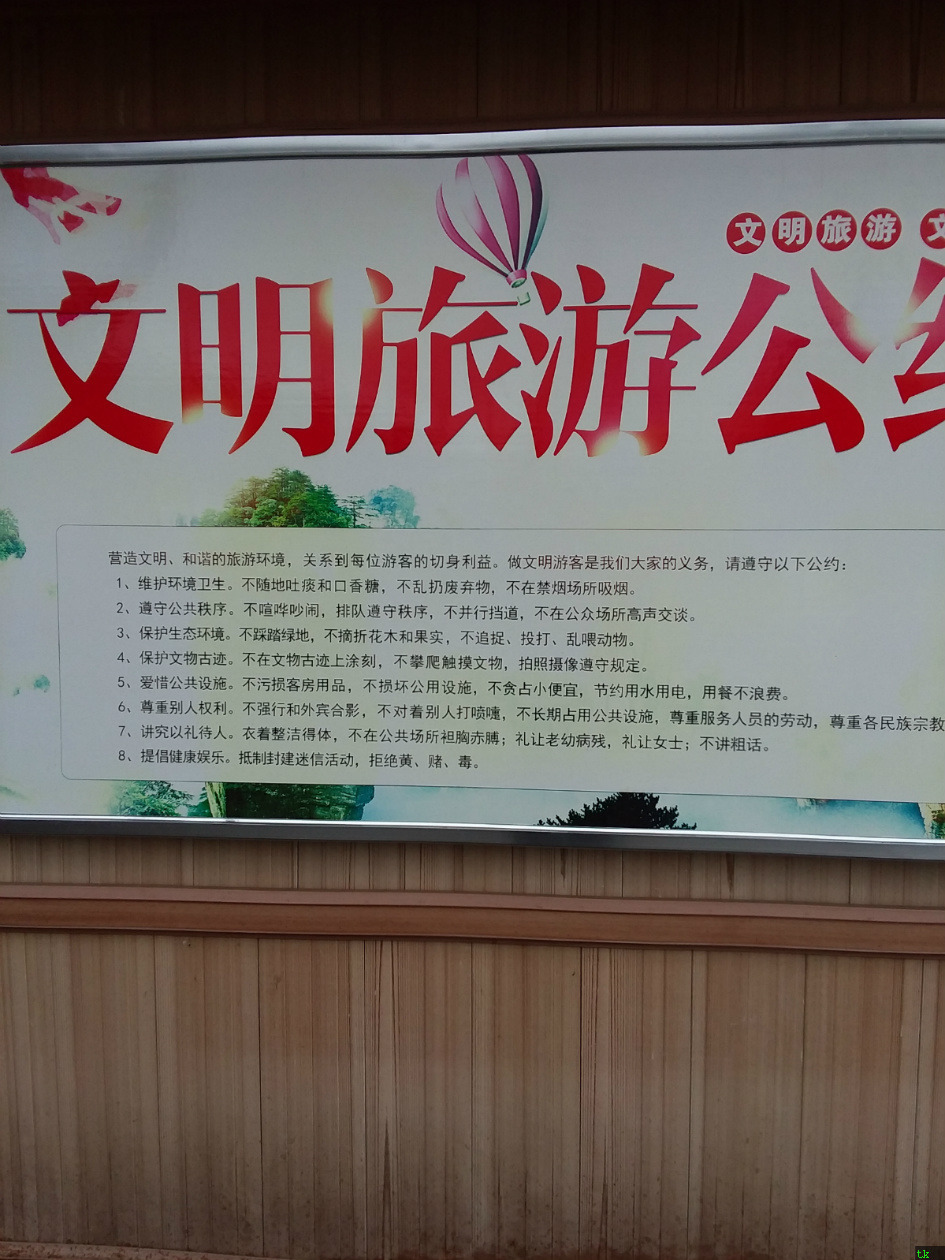 文明旅游 文
文明旅游公约
营造文明、和谐的旅游环境，关系到每位游客的切身利益。做文明游客是我们大家的义务，请遵守以下公约：
1、维护环境卫生。不随地吐痰和口香糖，不乱扔废弃物，不在禁烟场所吸烟。
2、遵守公共秩序。不喧哗吵闹，排队遵守秩序，不并行挡道，不在公众场所高声交谈。
3、保护生态环境。不踩踏绿地，不摘折花木和果实，不追捉、投打、乱喂动物。
4、保护文物古迹。不在文物古迹上涂刻，不攀爬触摸文物，拍照摄像遵守规定。
5、爱惜公共设施。不污损客房用品，不损坏公用设施，不贪占小便宜，节约用水用电，用餐不浪费。
6、尊重别人权利。不强行和外宾合影，不对着别人打喷嚏，不长期占用公共设施，尊重服务人员的劳动，尊重各民族宗教
7、讲究以礼待人。衣着整洁得体，不在公共场所袒胸赤膊；礼让老幼病残，礼让女士；不讲粗话。
8、提倡健康娱乐。抵制封建迷信活动，拒绝黄、赌、毒。
tk